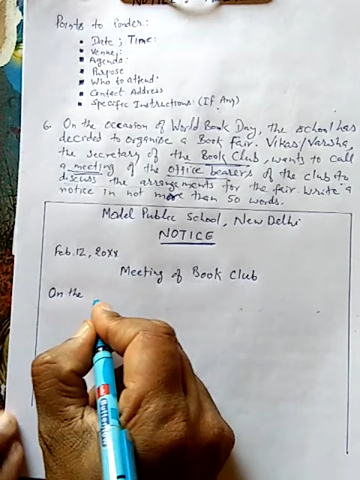 Points to Ponder:
Date ; Time:
Venue;
Agenda:
Purpose
Who to attend.
Contact Address
Specific Instructions: (If Any)
6. On the occasion of World Book Day, the school has
decided to organise a Book fair. Vikas/Varsha,
the secretary of the Book Club, wants to call
a meeting of the office bearers of the club to
discuss the arrangements for the fair write a
notice in not more than 50 words.
Model Public School, New Delhi
NOTICE
Feb. 12, 20xx
Meeting of Book Club
On the